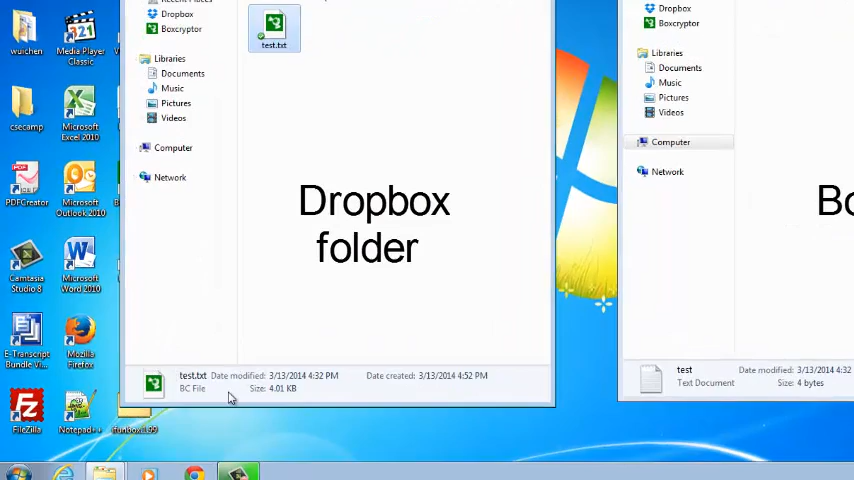 wuichen
Media Player
Classic
csecamp
Microsoft
Excel 2010
PDFCreator
Microsoft
Outlook 2010
Camtasia
Studio 8
Microsoft
Word 2010
E-Transcript
Bundle Vi...
Mozilla
Firefox
FileZilla
Notepad++
Dropbox
Boxcryptor
Libraries
Documents
Music
Pictures
Videos
Computer
Network
test.txt
Dropbox
folder
test.txt Date modified: 3/13/2014 4:32 PM Date created: 3/13/2014 4:52 PM
BC File Size: 4.01 KB
Dropbox
Boxcryptor
Libraries
Documents
Music
Pictures
Videos
Computer
Network
Bo
test Date modified: 3/13/2014 4:32
Text Document Size: 4 bytes